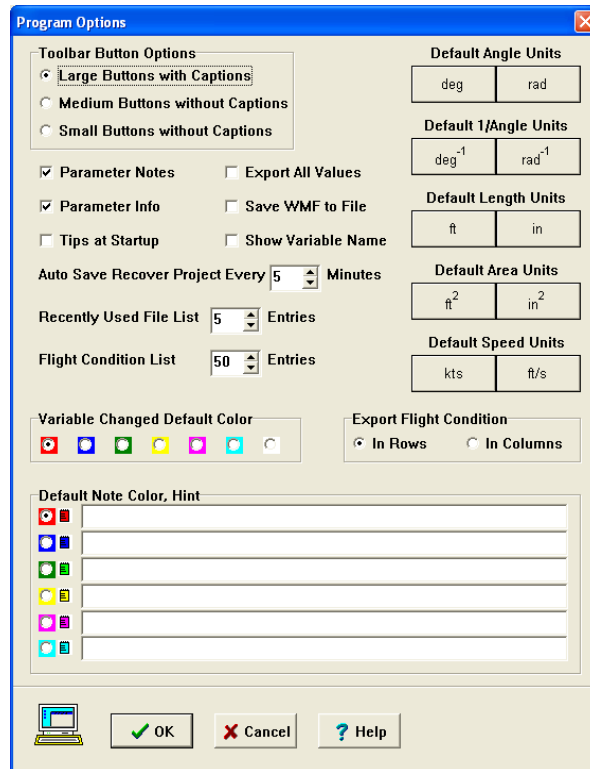 Program Options
Toolbar Button Options
Large Buttons with Captions
Medium Buttons without Captions
Small Buttons without Captions
Default Angle Units
deg rad
Default 1/Angle Units
deg⁻¹ rad⁻¹
Default Length Units
ft in
Default Area Units
ft² in²
Default Speed Units
kts ft/s
Parameter Notes Export All Values
Parameter Info Save WMF to File
Tips at Startup Show Variable Name
Auto Save Recover Project Every 5 Minutes
Recently Used File List 5 Entries
Flight Condition List 50 Entries
Variable Changed Default Color
Export Flight Condition
In Rows In Columns
Default Note Color, Hint
OK Cancel ? Help